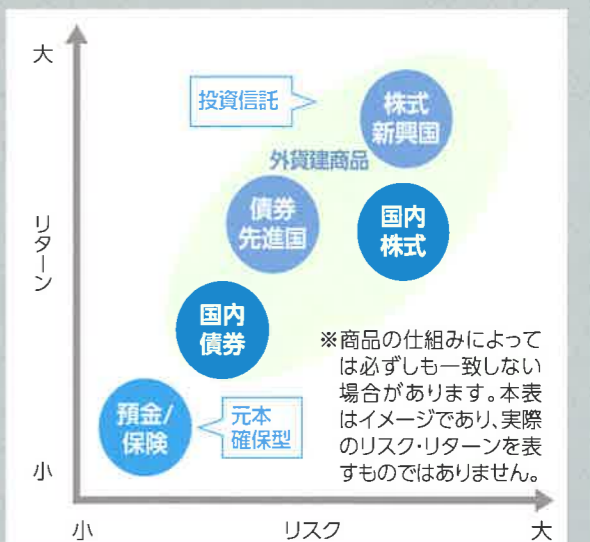 大
投資信託
株式
新興国
外貨建商品
債券
先進国
国内
株式
リターン
国内
債券
※商品の仕組みによって
は必ずしも一致しない
場合があります。本表
はイメージであり、実際
のリスク・リターンを表
すものではありません。
預金/
保険
元本
確保型
小
小
リスク
大